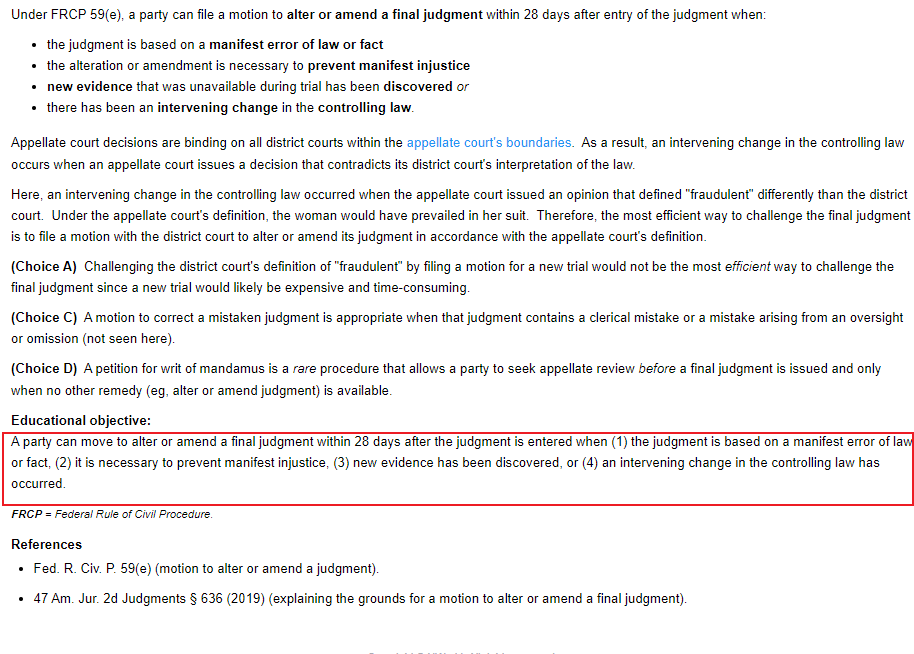 Under FRCP 59(e), a party can file a motion to alter or amend a final judgment within 28 days after entry of the judgment when:
• the judgment is based on a manifest error of law or fact
• the alteration or amendment is necessary to prevent manifest injustice
• new evidence that was unavailable during trial has been discovered or
• there has been an intervening change in the controlling law.
Appellate court decisions are binding on all district courts within the appellate court's boundaries. As a result, an intervening change in the controlling law
occurs when an appellate court issues a decision that contradicts its district court's interpretation of the law.
Here, an intervening change in the controlling law occurred when the appellate court issued an opinion that defined "fraudulent" differently than the district
court. Under the appellate court's definition, the woman would have prevailed in her suit. Therefore, the most efficient way to challenge the final judgment
is to file a motion with the district court to alter or amend its judgment in accordance with the appellate court's definition.
(Choice A) Challenging the district court's definition of "fraudulent" by filing a motion for a new trial would not be the most efficient way to challenge the
final judgment since a new trial would likely be expensive and time-consuming.
(Choice C) A motion to correct a mistaken judgment is appropriate when that judgment contains a clerical mistake or a mistake arising from an oversight
or omission (not seen here).
(Choice D) A petition for writ of mandamus is a rare procedure that allows a party to seek appellate review before a final judgment is issued and only
when no other remedy (eg, alter or amend judgment) is available.
Educational objective:
A party can move to alter or amend a final judgment within 28 days after the judgment is entered when (1) the judgment is based on a manifest error of law
or fact, (2) it is necessary to prevent manifest injustice, (3) new evidence has been discovered, or (4) an intervening change in the controlling law has
occurred.
FRCP = Federal Rule of Civil Procedure.
References
• Fed. R. Civ. P. 59(e) (motion to alter or amend a judgment).
• 47 Am. Jur. 2d Judgments § 636 (2019) (explaining the grounds for a motion to alter or amend a final judgment).